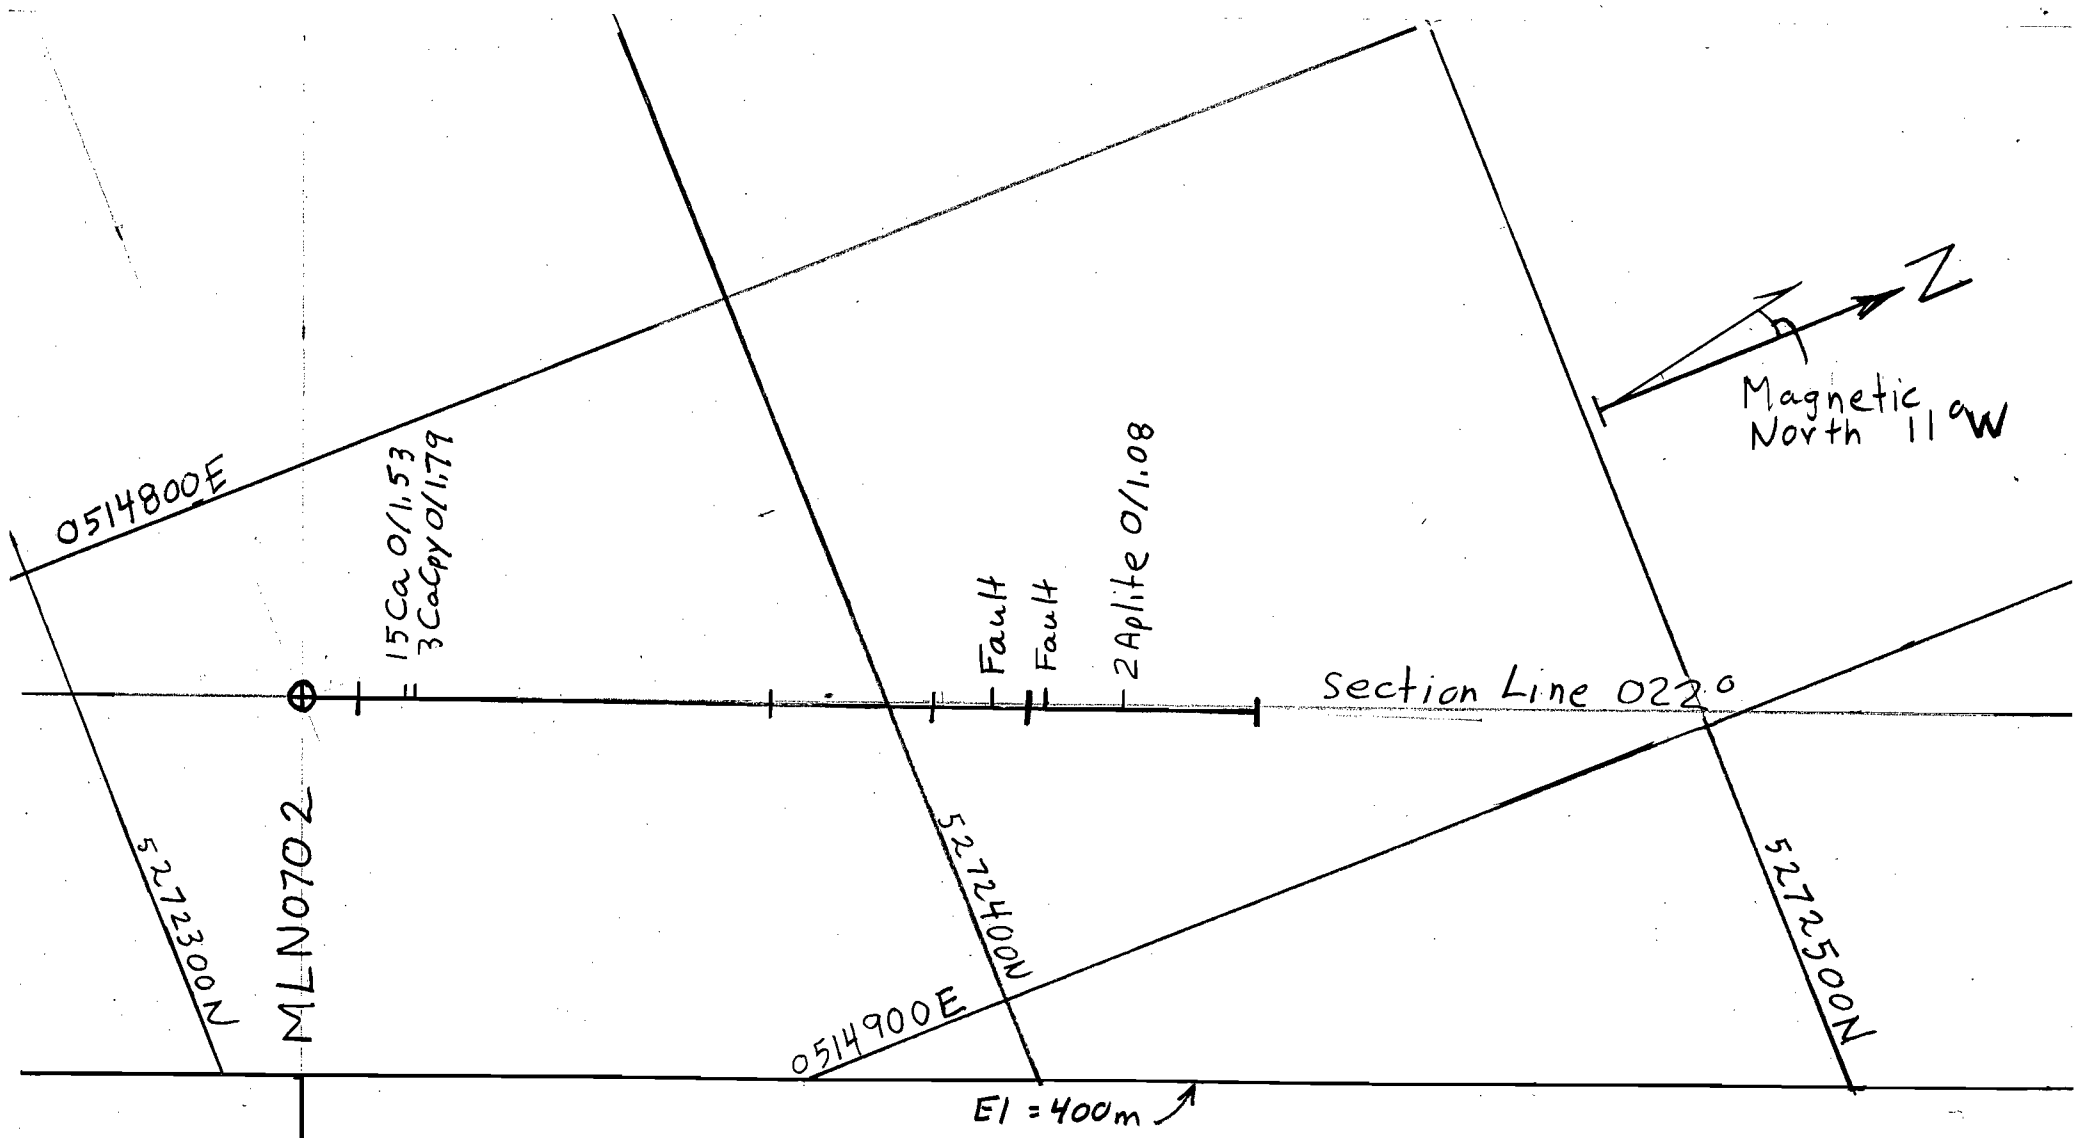 N
Magnetic
North 11°W
0514800E
15Ca 0/1.53
3CaCpy 0/1.79
Fault
Fault
2Aplite 0/1.08
Section Line 022°
MLN0702
5272300N
5272400N
5272500N
0514900E
El = 400m